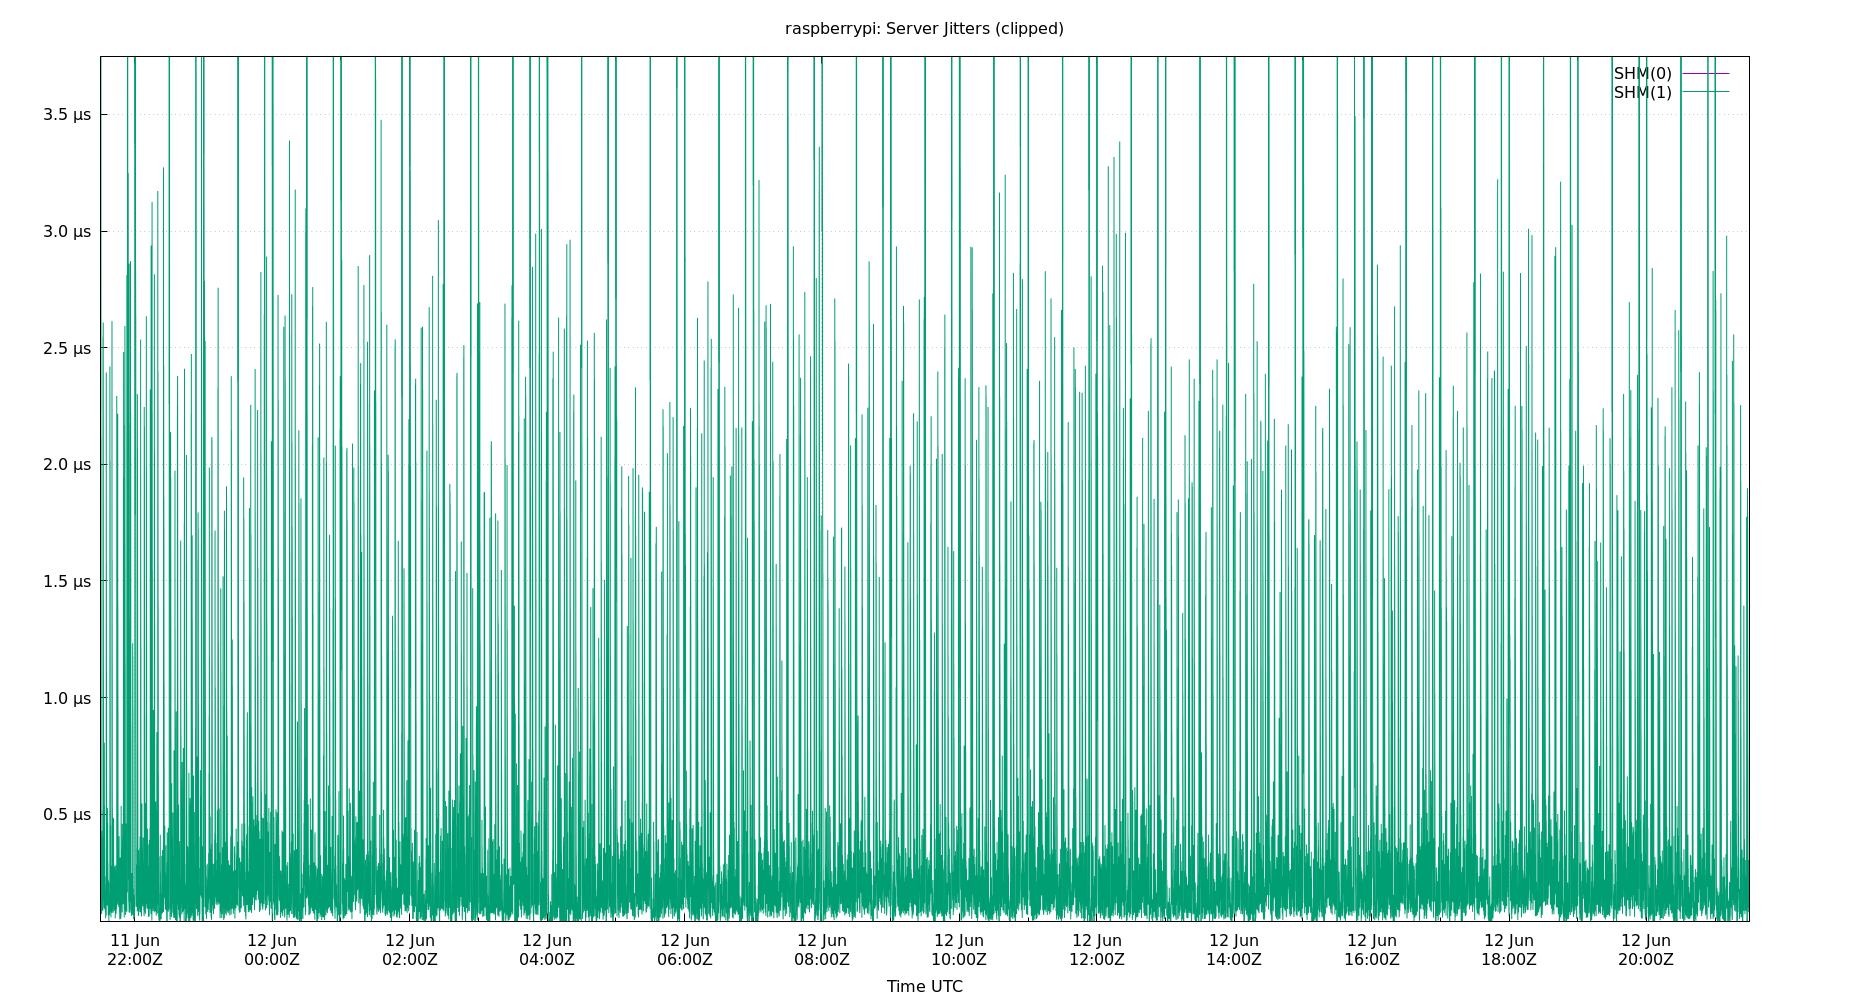 raspberrypi: Server Jitters (clipped)
SHM(0)
SHM(1)
3.5 µs
3.0 µs
2.5 µs
2.0 µs
1.5 µs
1.0 µs
0.5 µs
11 Jun 12 Jun 12 Jun 12 Jun 12 Jun 12 Jun 12 Jun 12 Jun 12 Jun 12 Jun 12 Jun 12 Jun
22:00Z 00:00Z 02:00Z 04:00Z 06:00Z 08:00Z 10:00Z 12:00Z 14:00Z 16:00Z 18:00Z 20:00Z
Time UTC